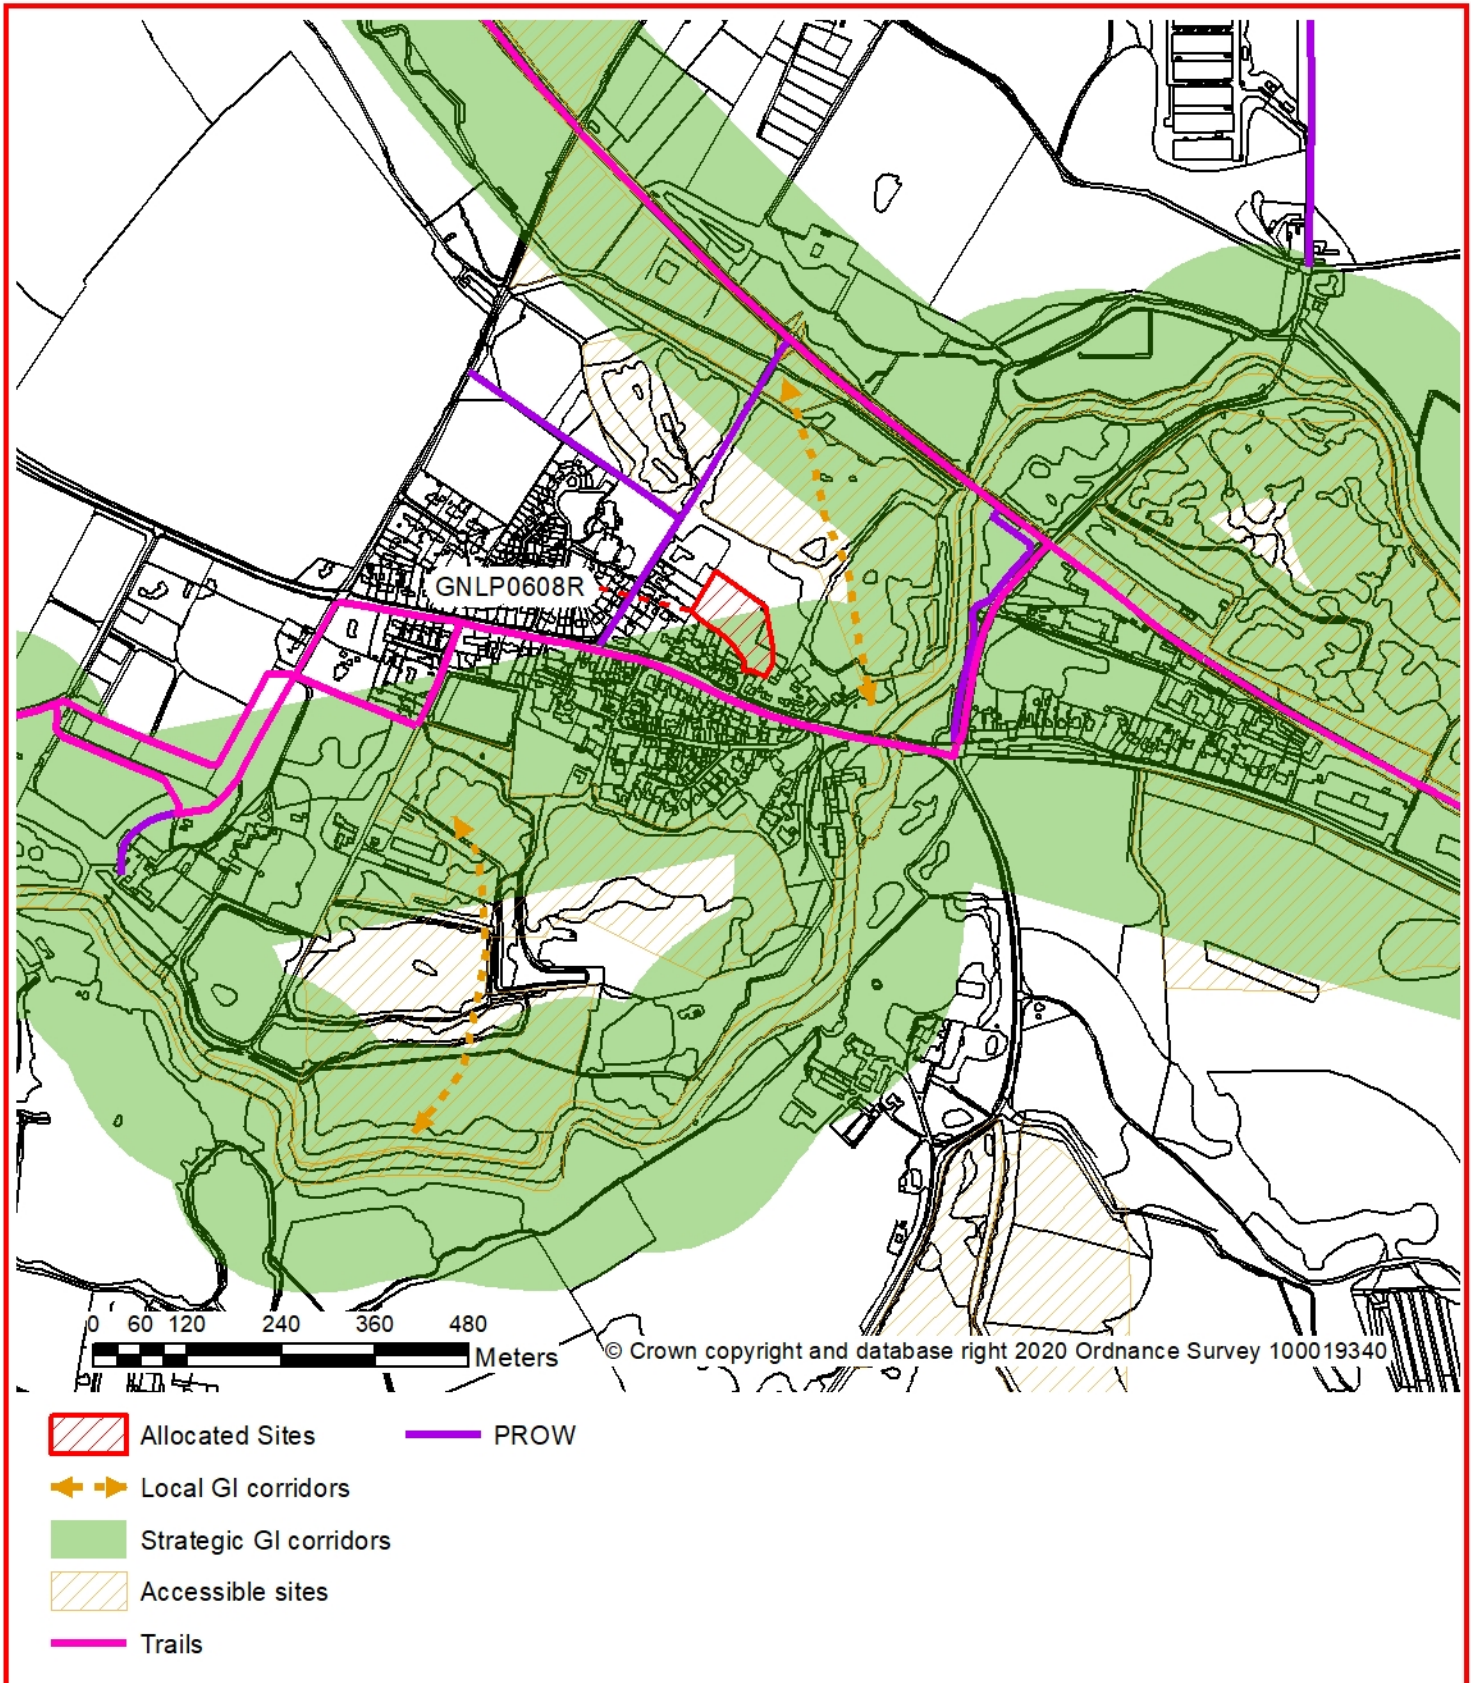 GNLP0608R
0 60 120 240 360 480
Meters
© Crown copyright and database right 2020 Ordnance Survey 100019340
Allocated Sites
PROW
Local GI corridors
Strategic GI corridors
Accessible sites
Trails